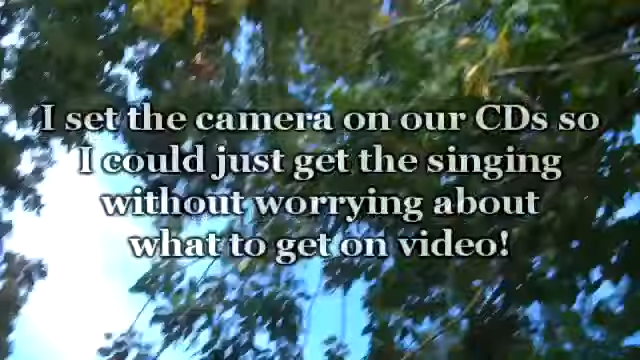 I set the camera on our CDs so
I could just get the singing
without worrying about
what to get on video!